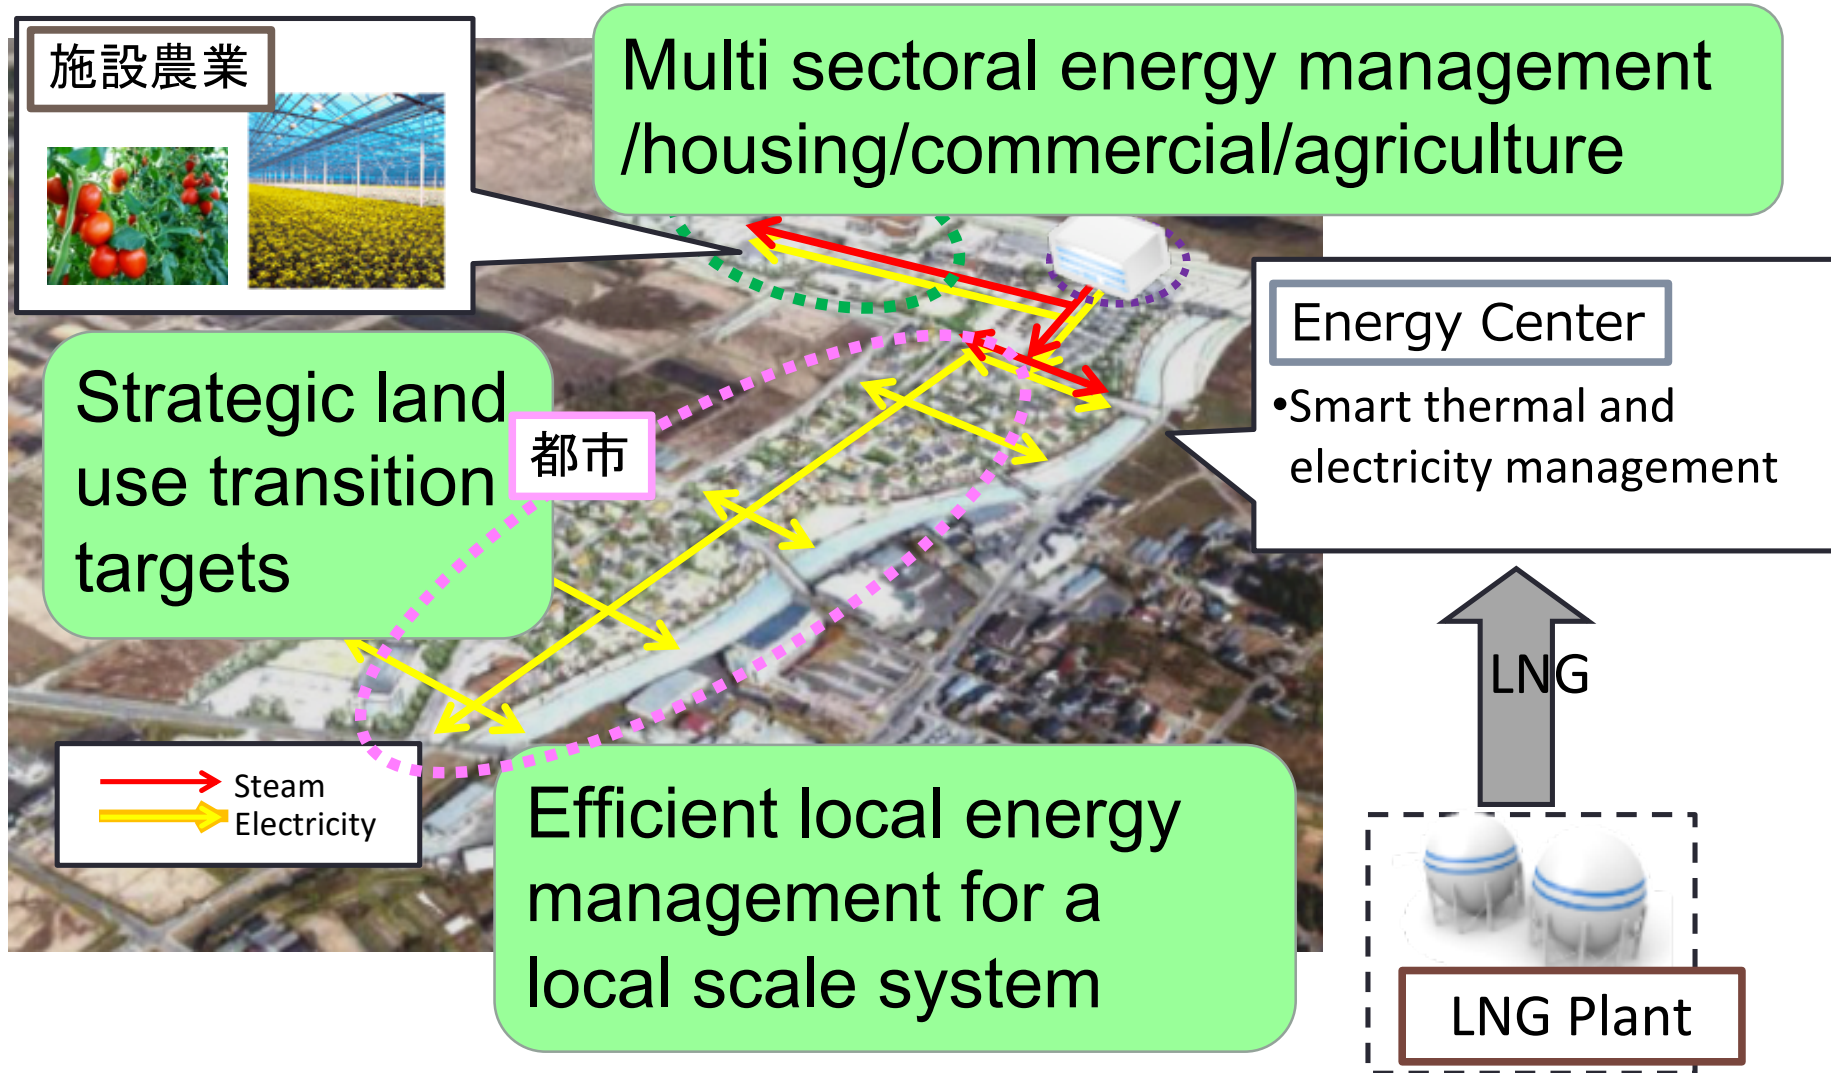 施設農業
Multi sectoral energy management
/housing/commercial/agriculture
Energy Center
•Smart thermal and
electricity management
Strategic land
use transition
targets
都市
LNG
Steam
Electricity
Efficient local energy
management for a
local scale system
LNG Plant